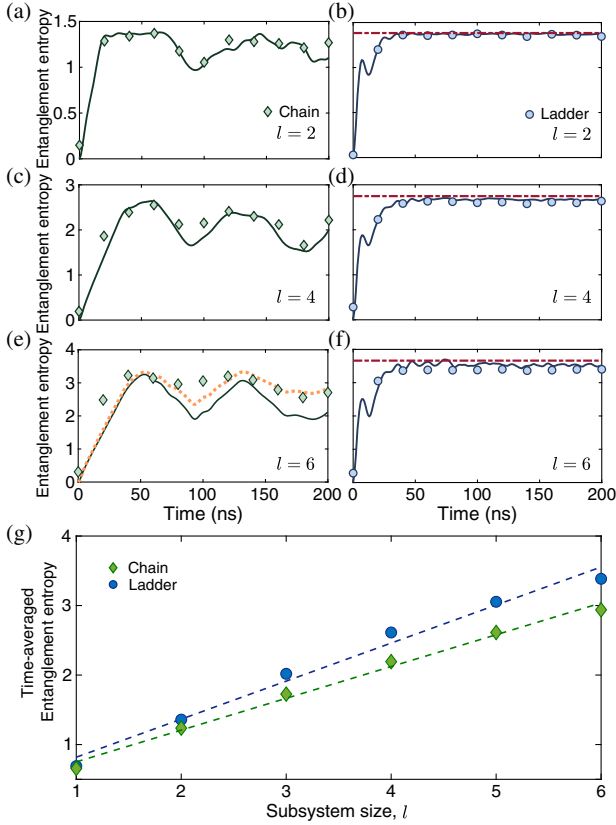 (a)
(b)
Entanglement entropy
1.5
1
0
Chain
l = 2
Ladder
l = 2
(c)
(d)
Entanglement entropy
3
2
1
0
l = 4
l = 4
(e)
(f)
Entanglement entropy
4
3
2
1
0
l = 6
l = 6
0 50 100 150 200
0 50 100 150 200
Time (ns)
Time (ns)
(g)
Time-averaged
Entanglement entropy
4
3
2
1
Chain
Ladder
1 2 3 4 5 6
Subsystem size, l